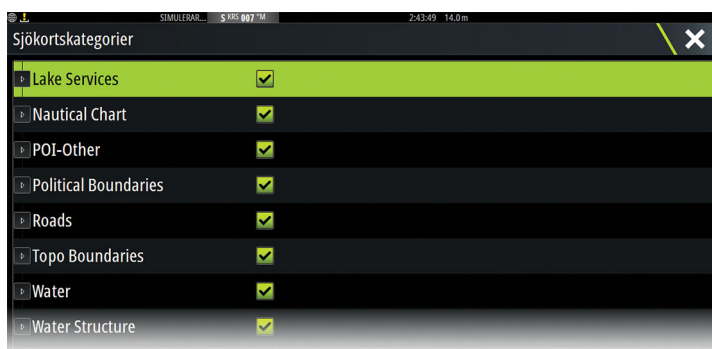 SIMULERAR... S KRS 007 °M 2:43:49 14.0 m
Sjökortskategorier
Lake Services
Nautical Chart
POI-Other
Political Boundaries
Roads
Topo Boundaries
Water
Water Structure